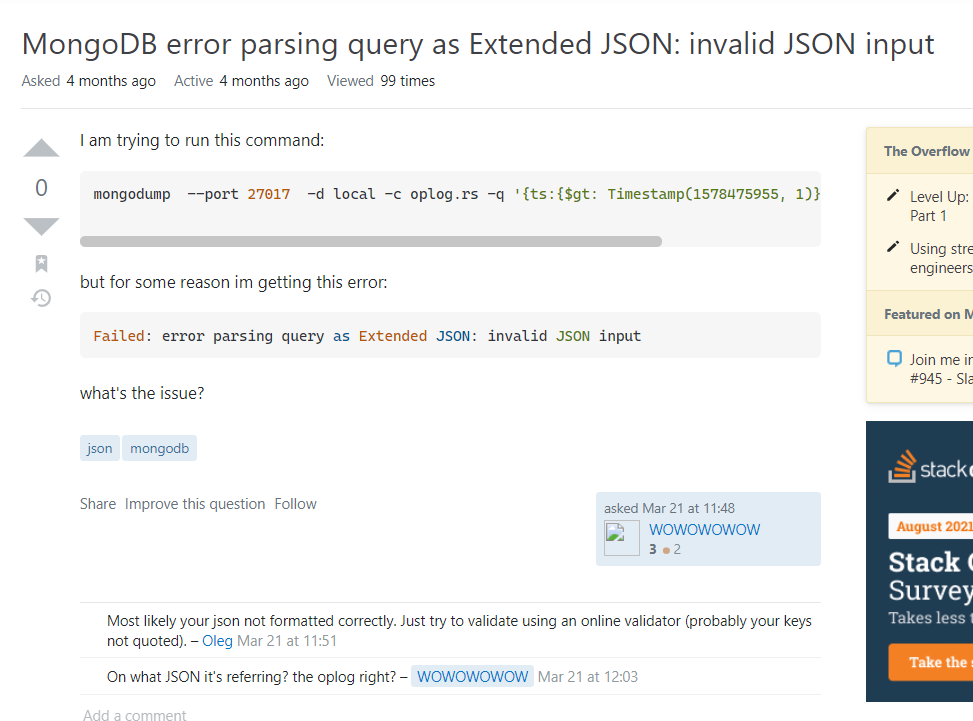 MongoDB error parsing query as Extended JSON: invalid JSON input
Asked 4 months ago Active 4 months ago Viewed 99 times
I am trying to run this command:
0
mongodump --port 27017 -d local -c oplog.rs -q '{ts:{$gt: Timestamp(1578475955, 1)}
but for some reason im getting this error:
Failed: error parsing query as Extended JSON: invalid JSON input
what's the issue?
json mongodb
Share Improve this question Follow
asked Mar 21 at 11:48
WOWOWOWOW
3 2
Most likely your json not formatted correctly. Just try to validate using an online validator (probably your keys
not quoted). – Oleg Mar 21 at 11:51
On what JSON it's referring? the oplog right? – WOWOWOWOW Mar 21 at 12:03
Add a comment
The Overflow
Level Up:
Part 1
Using stre
engineers
Featured on M
Join me in
#945 - Sla
stack
August 2021
Stack
Survey
Takes less
Take the s